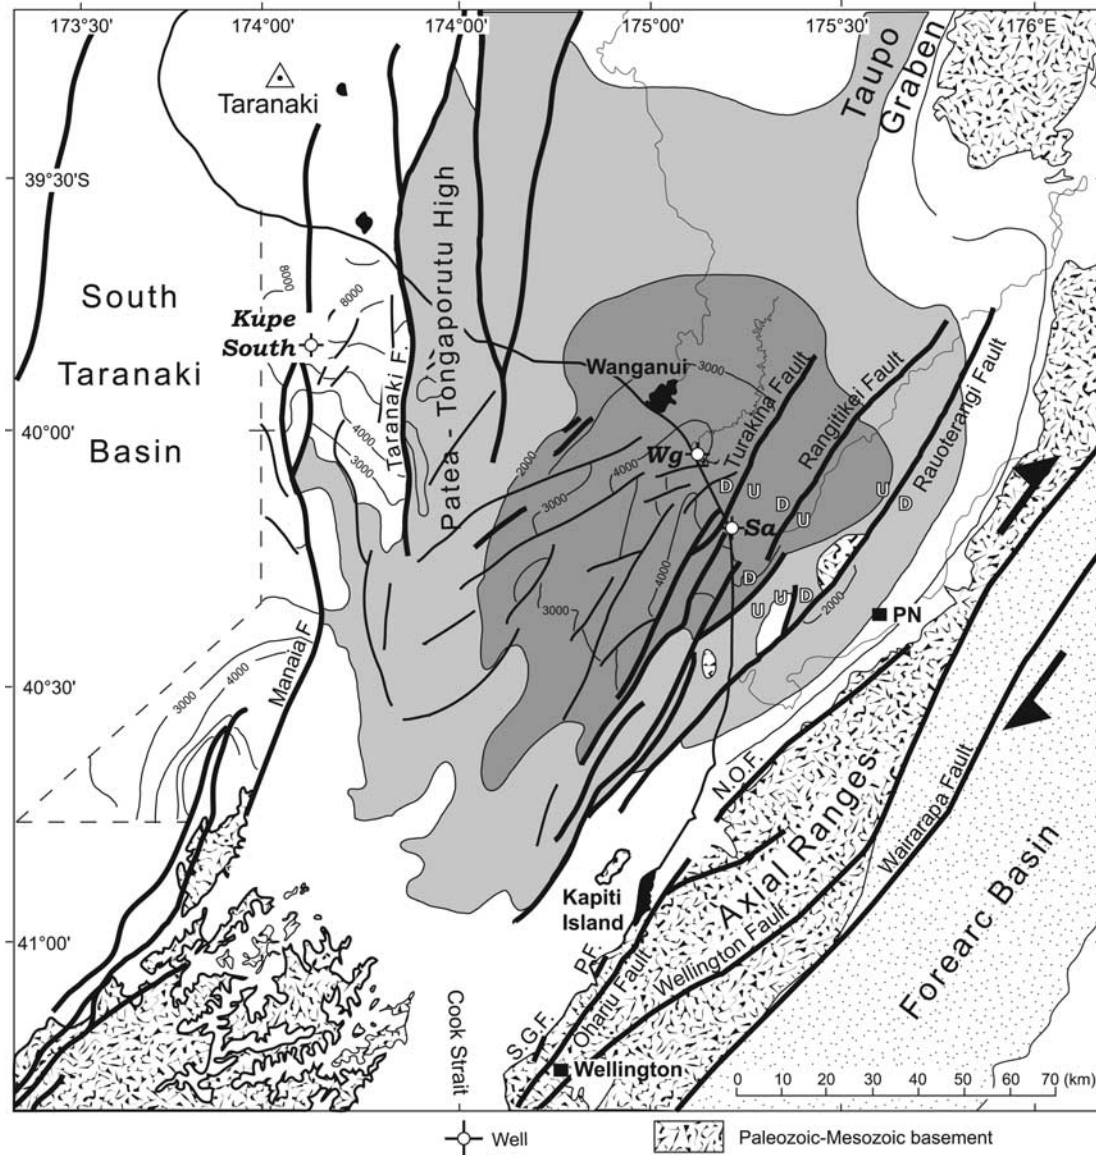 173°30' 174°00' 174°00' 175°00' 175°30' 176°E
Taupo
Graben
Taranaki
39°30'S
Patea - Tongaporutu High
8000
8000
South
Taranaki
Basin
Kupe
South
Taranaki F.
Wanganui
3000
Turakina Fault
Rangitikei Fault
Rauoterangi Fault
40°00'
4000
3000
2000
4000
Wg
3000
D U D U U D
Sa
4000
3000
D
U U D
2000
PN
Manaia F.
40°30'
4000
3000
N.O.F.
Axial Ranges
Wairarapa Fault
Kapiti
Island
Forearc Basin
41°00'
P.F.
Wellington Fault
Ohariu Fault
S.G.F.
Cook Strait
Wellington
0 10 20 30 40 50 60 70 (km)
Well
Paleozoic-Mesozoic basement